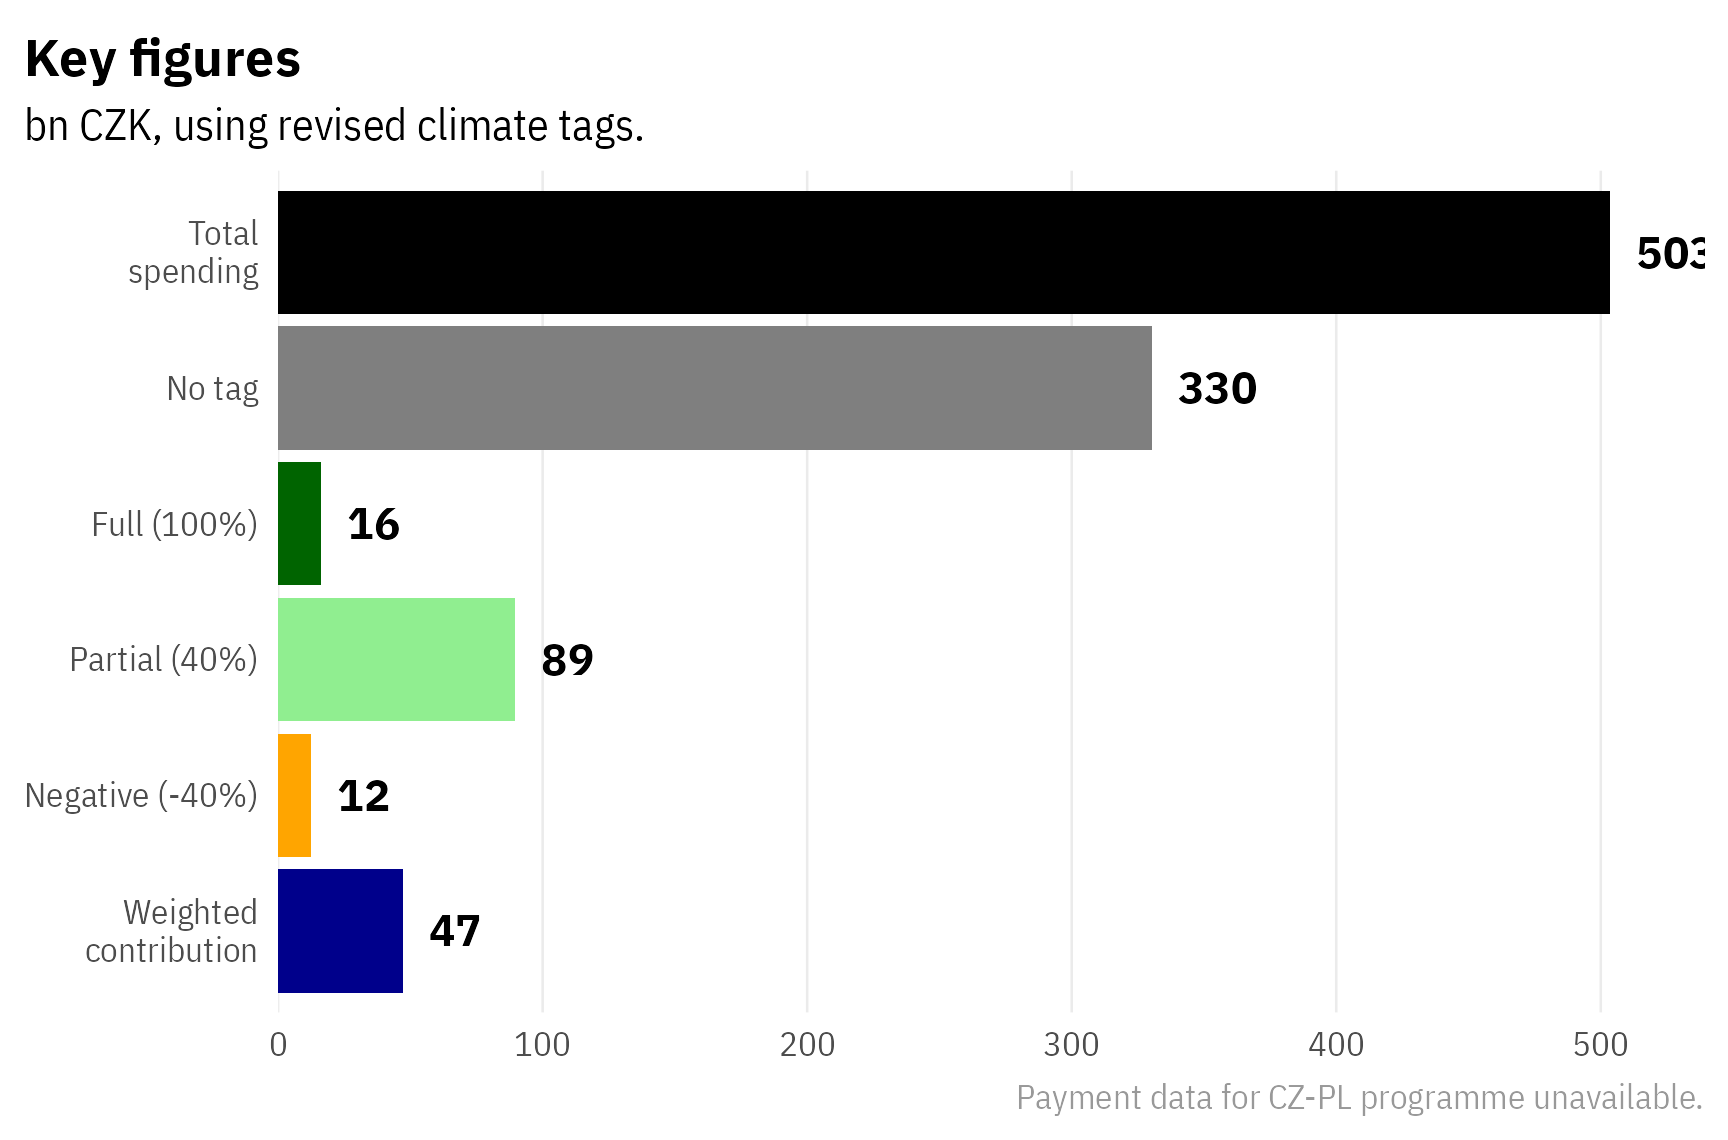 Key figures
bn CZK, using revised climate tags.
Total
spending
503
No tag
330
Full (100%)
16
Partial (40%)
89
Negative (-40%)
12
Weighted
contribution
47
0 100 200 300 400 500
Payment data for CZ-PL programme unavailable.